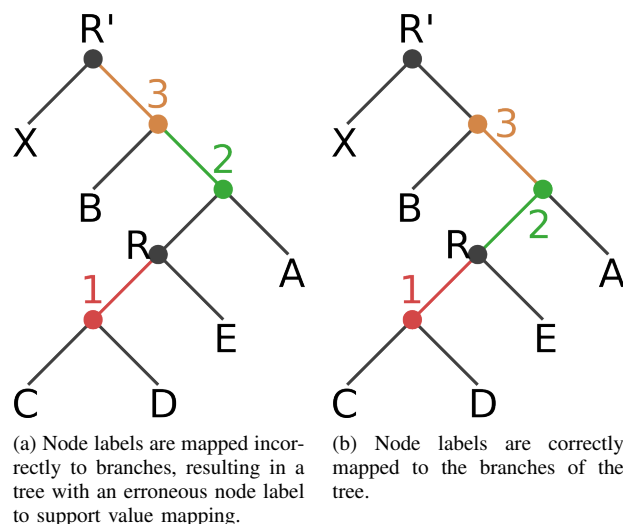 R'
3
X
2
B
R
A
1
E
C
D
(a) Node labels are mapped incor-
rectly to branches, resulting in a
tree with an erroneous node label
to support value mapping.
R'
3
X
B
2
R
A
1
E
C
D
(b) Node labels are correctly
mapped to the branches of the
tree.